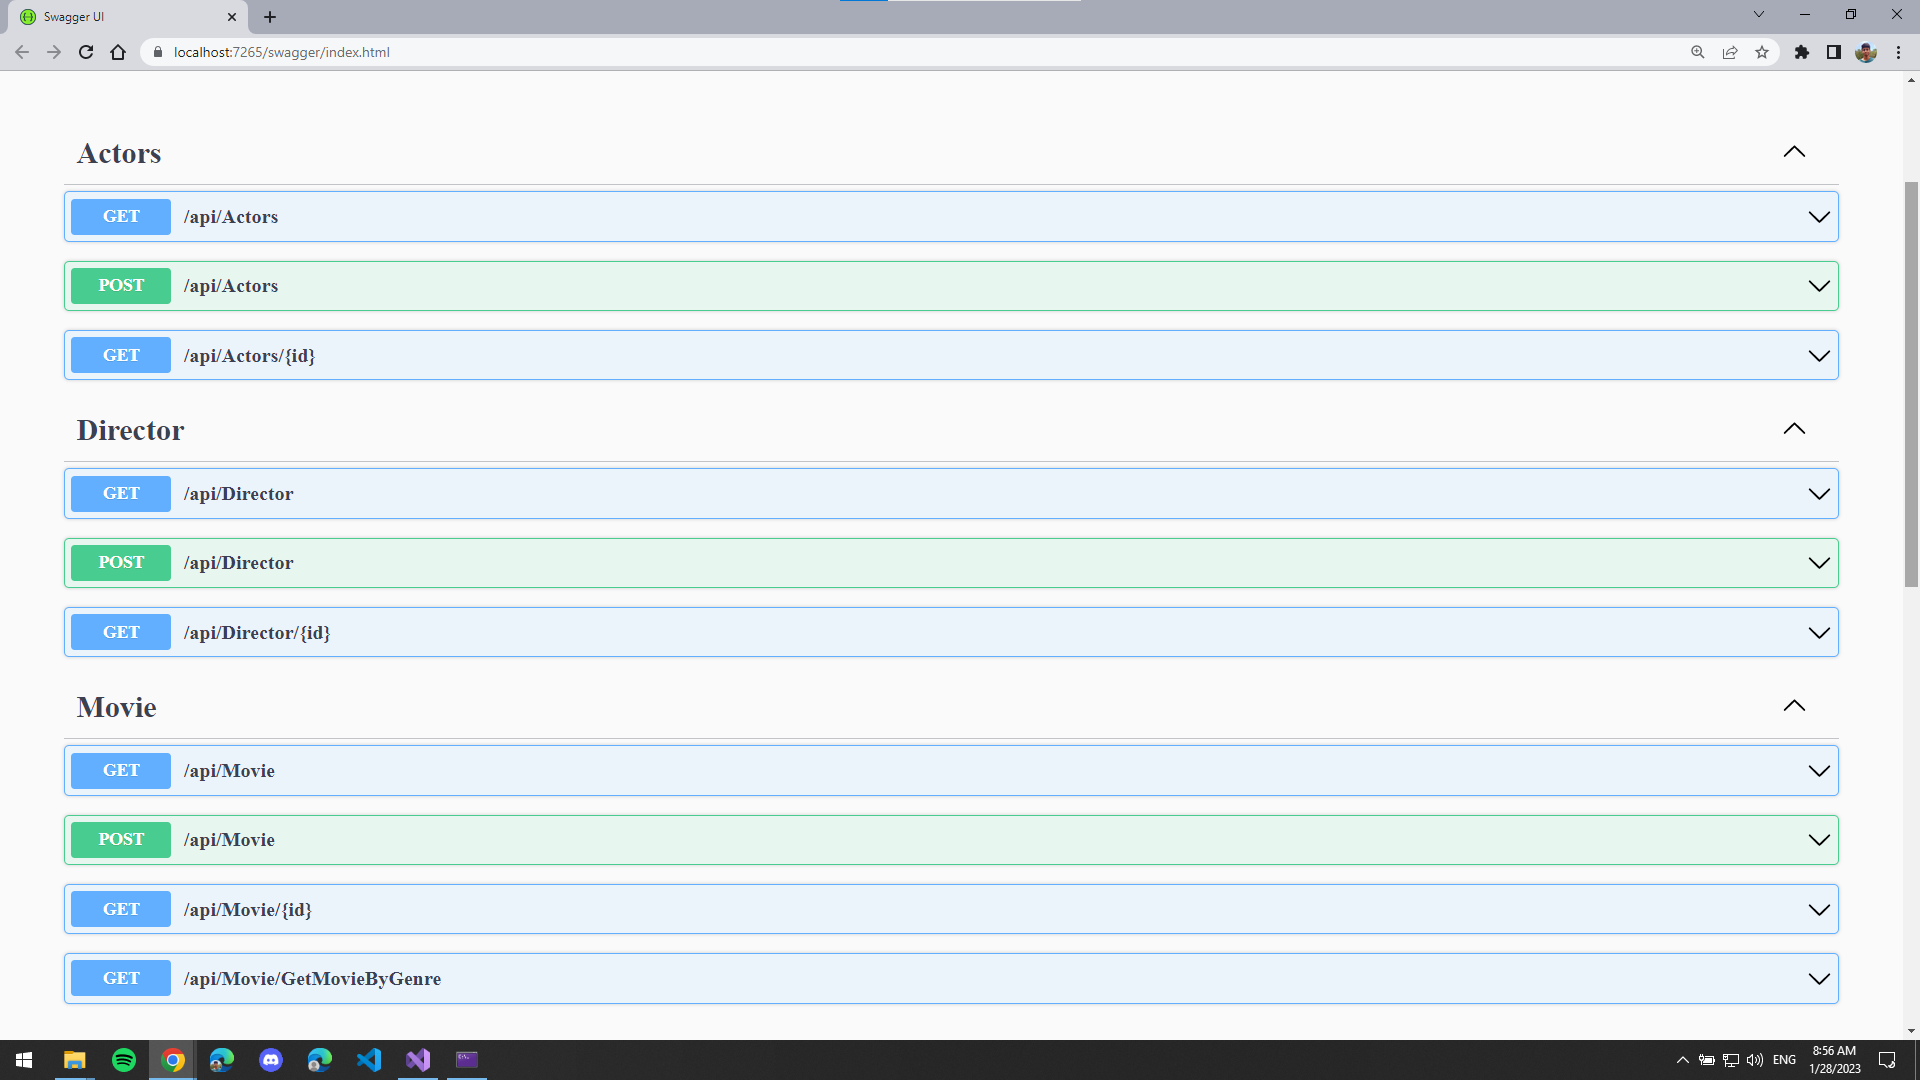 Swagger UI
localhost:7265/swagger/index.html
Actors
GET /api/Actors
POST /api/Actors
GET /api/Actors/{id}
Director
GET /api/Director
POST /api/Director
GET /api/Director/{id}
Movie
GET /api/Movie
POST /api/Movie
GET /api/Movie/{id}
GET /api/Movie/GetMovieByGenre
ENG
8:56 AM
1/28/2023